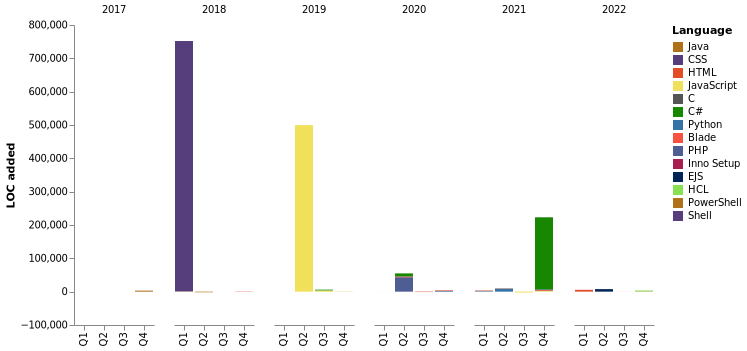 2017 2018 2019 2020 2021 2022
Language
Java
CSS
HTML
JavaScript
C
C#
Python
Blade
PHP
Inno Setup
EJS
HCL
PowerShell
Shell
LOC added
800,000
700,000
600,000
500,000
400,000
300,000
200,000
100,000
0
−100,000
Q1 Q2 Q3 Q4 Q1 Q2 Q3 Q4 Q1 Q2 Q3 Q4 Q1 Q2 Q3 Q4 Q1 Q2 Q3 Q4 Q1 Q2 Q3 Q4